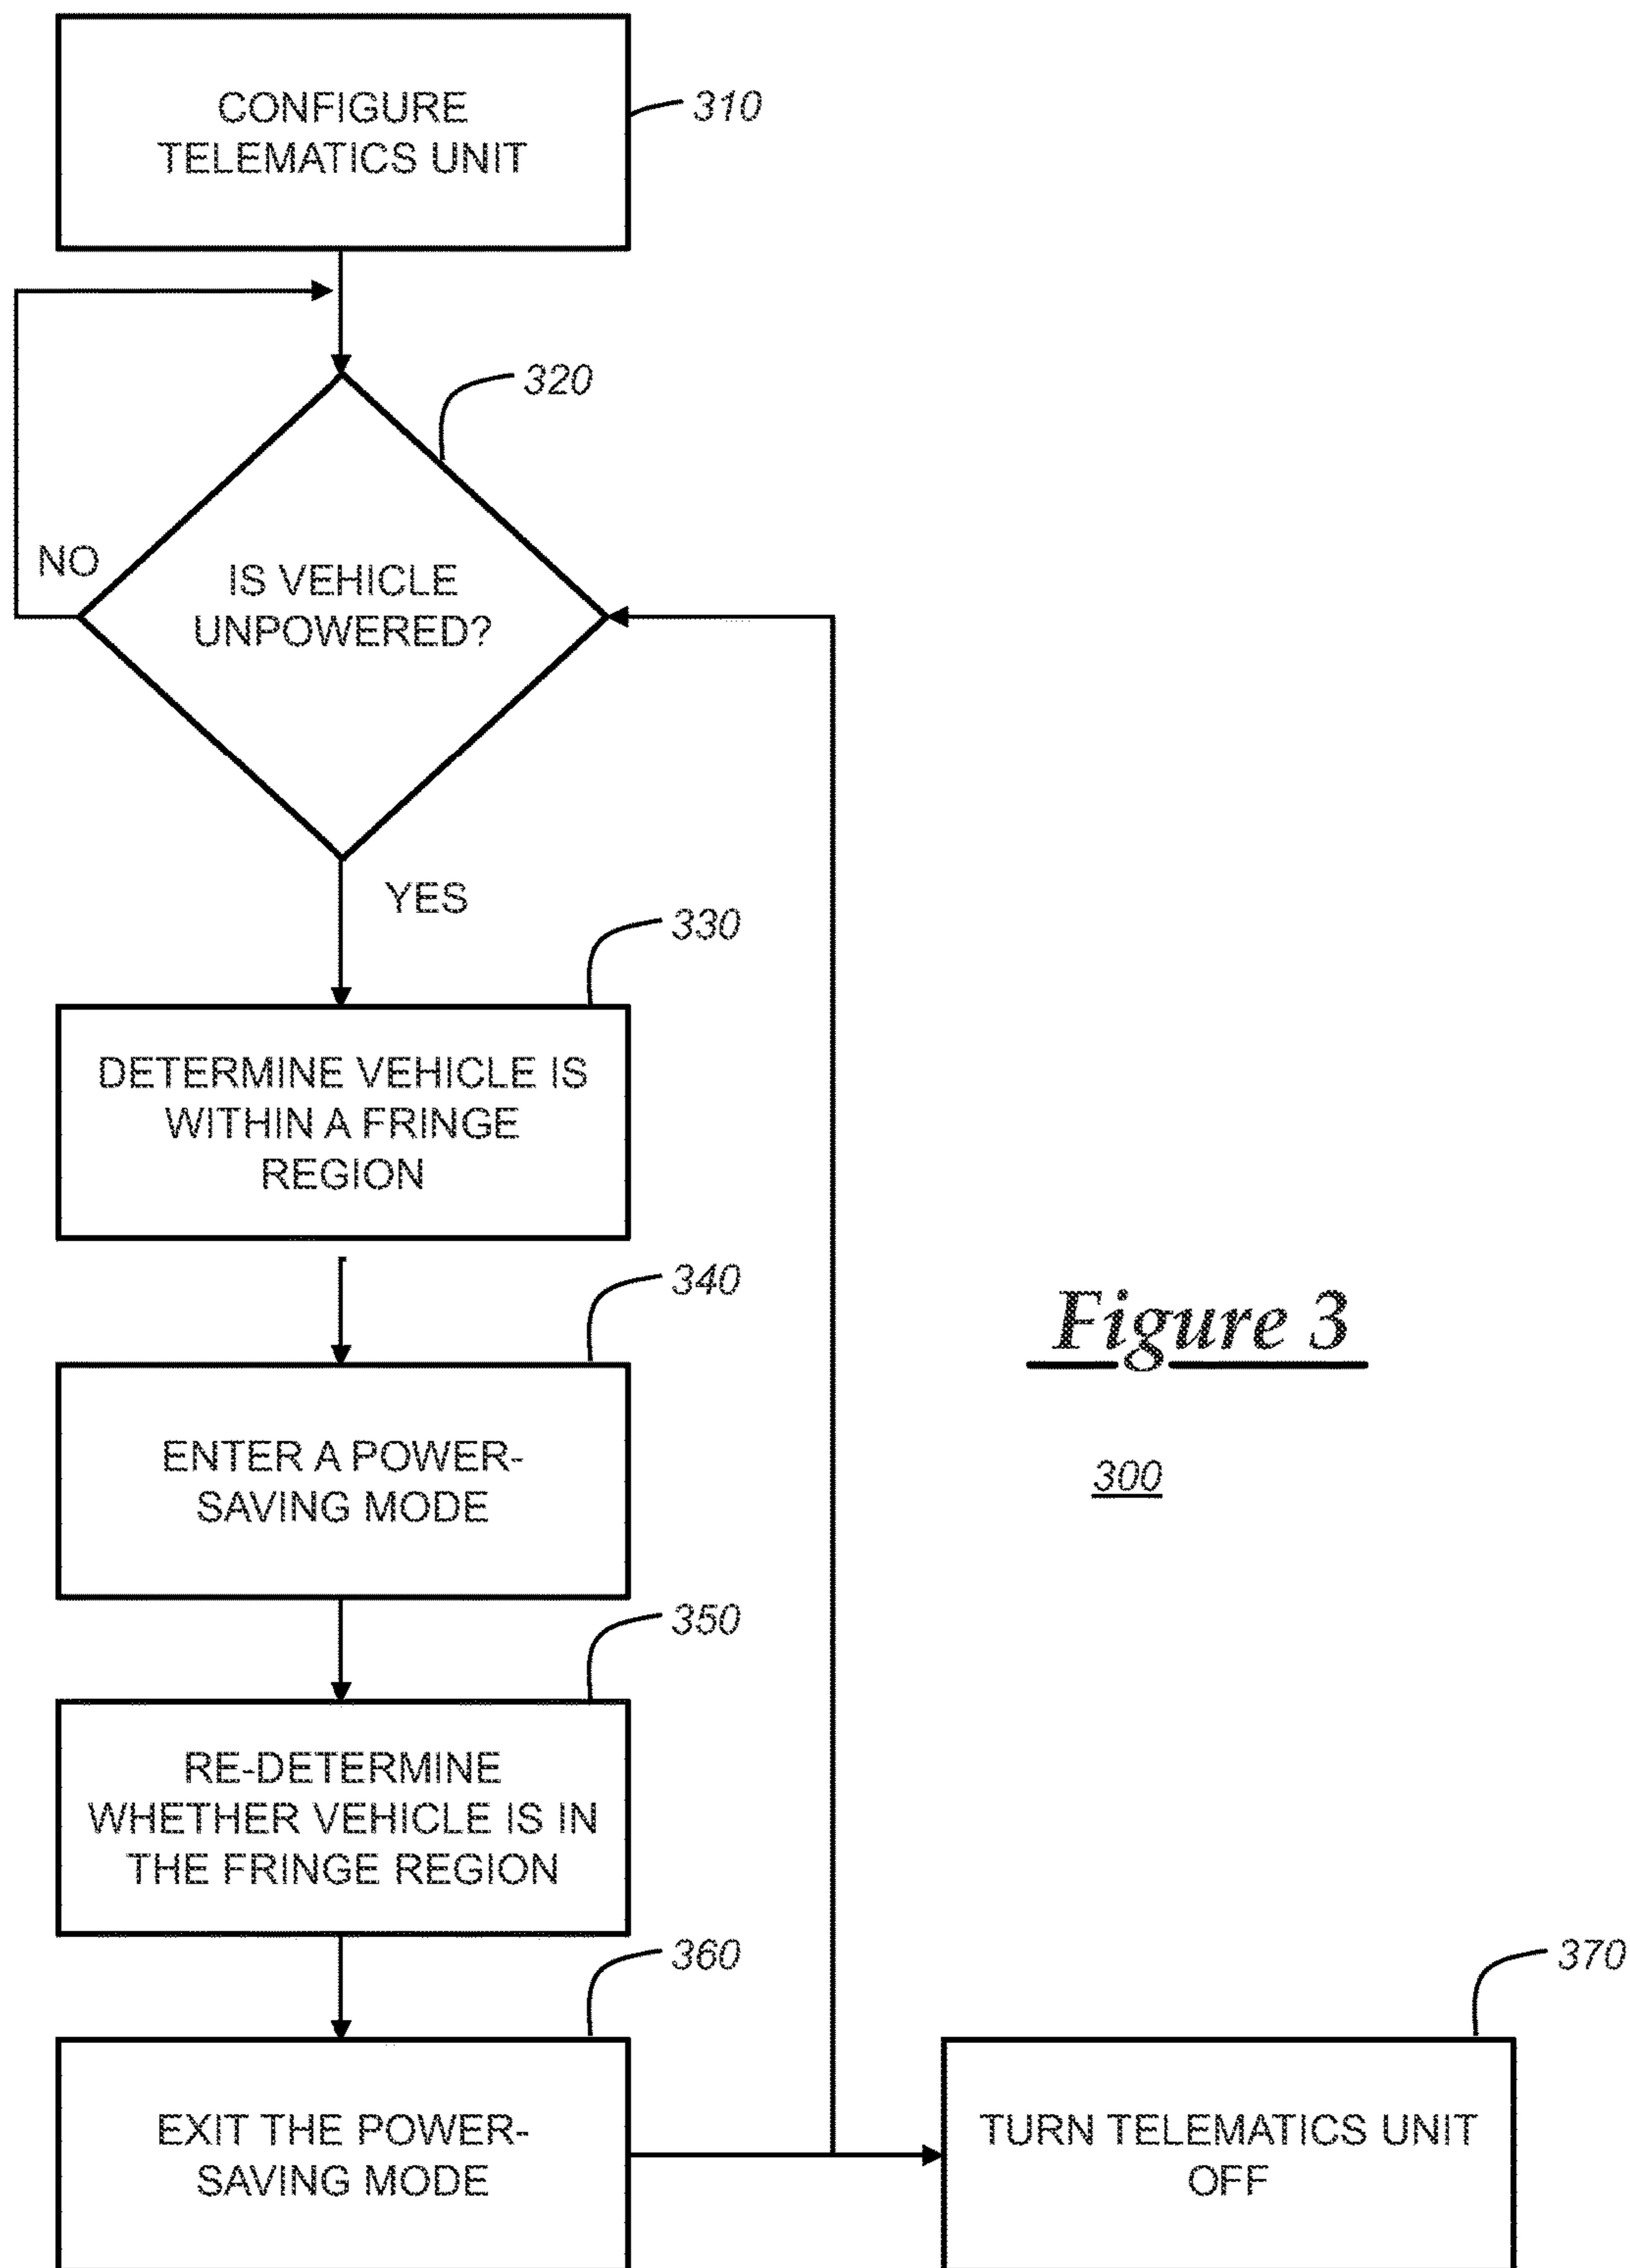 CONFIGURE
TELEMATICS UNIT
310
320
NO
IS VEHICLE
UNPOWERED?
YES
330
DETERMINE VEHICLE IS
WITHIN A FRINGE
REGION
340
Figure 3
ENTER A POWER-
SAVING MODE
300
350
RE-DETERMINE
WHETHER VEHICLE IS IN
THE FRINGE REGION
360
370
EXIT THE POWER-
SAVING MODE
TURN TELEMATICS UNIT
OFF